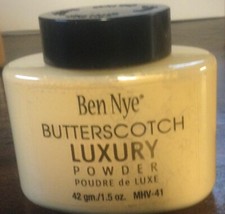 Ben Nye®
BUTTERSCOTCH
LUXURY
POWDER
POUDRE de LUXE
42 gm./1.5 oz. MHV-41